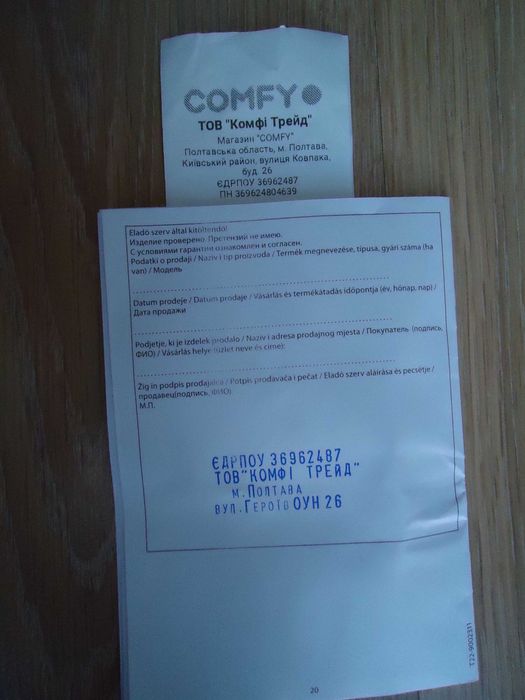 COMFY
ТОВ "Комфі Трейд"
Магазин "COMFY"
Полтавська область, м. Полтава,
Київський район, вулиця Ковпака,
буд. 26
ЄДРПОУ 36962487
ПН 369624804639
Eladó szerv által kitöltendő!
Изделие проверено. Претензий не имею.
С условиями гарантии ознакомлен и согласен.
Podatki o prodaji / Naziv i tip proizvoda / Termék megnevezése, típusa, gyári száma (ha
van) / Модель
Datum prodeje / Datum prodaje / Vásárlás és termékátadás időpontja (év, hónap, nap) /
Дата продажи
Podjetje, ki je izdelek prodalo / Naziv i adresa prodajnog mjesta / Покупатель (подпись,
ФИО) / Vásárlás helye (üzlet neve és címe):
Žig in podpis prodajalca / Potpis prodavača i pečat / Eladó szerv aláírása és pecsétje /
продавец(подпись, ФИО)
М.П.
ЄДРПОУ 36962487
ТОВ"КОМФІ ТРЕЙД"
м.Полтава
вул.Героїв ОУН 26
T22-9002311
20